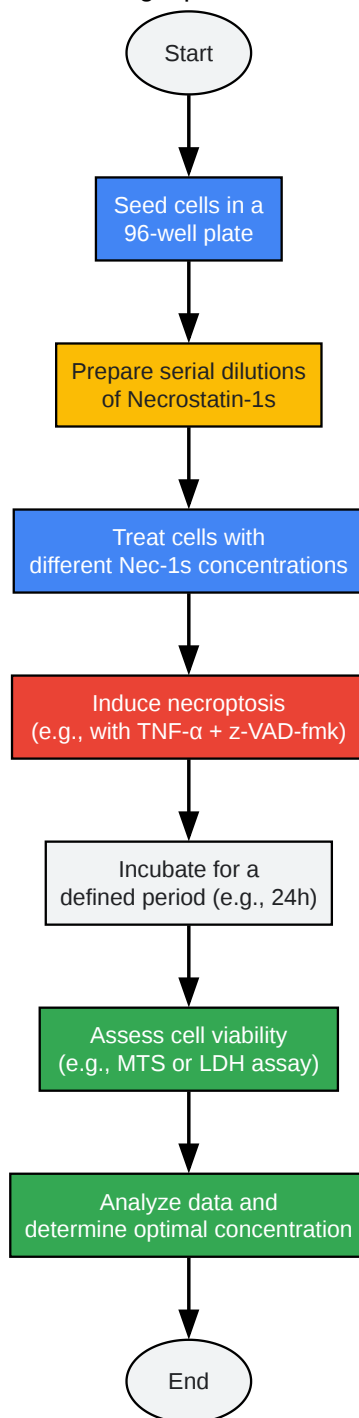 Start
Seed cells in a
96-well plate
Prepare serial dilutions
of Necrostatin-1s
Treat cells with
different Nec-1s concentrations
Induce necroptosis
(e.g., with TNF-α + z-VAD-fmk)
Incubate for a
defined period (e.g., 24h)
Assess cell viability
(e.g., MTS or LDH assay)
Analyze data and
determine optimal concentration
End